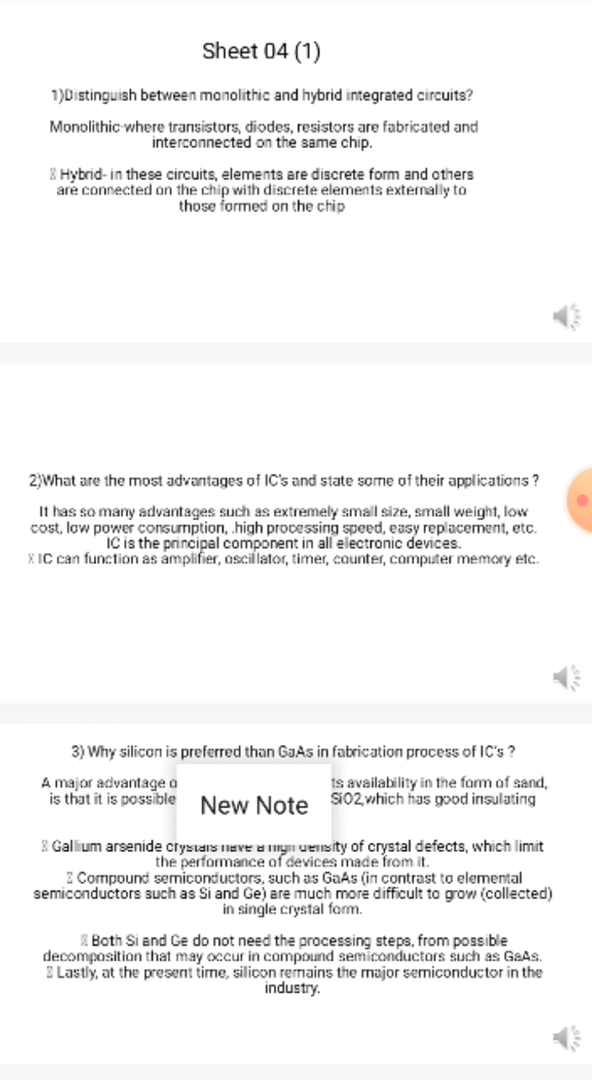 Sheet 04 (1)
1)Distinguish between monolithic and hybrid integrated circuits?
Monolithic-where transistors, diodes, resistors are fabricated and
interconnected on the same chip.
Hybrid- in these circuits, elements are discrete form and others
are connected on the chip with discrete elements externally to
those formed on the chip
2)What are the most advantages of IC's and state some of their applications ?
It has so many advantages such as extremely small size, small weight, low
cost, low power consumption, .high processing speed, easy replacement, etc.
IC is the principal component in all electronic devices.
IC can function as amplifier, oscillator, timer, counter, computer memory etc.
3) Why silicon is preferred than GaAs in fabrication process of IC's ?
A major advantage o ts availability in the form of sand,
is that it is possible SiO2,which has good insulating
New Note
Gallium arsenide crystals have a high density of crystal defects, which limit
the performance of devices made from it.
Compound semiconductors, such as GaAs (in contrast to elemental
semiconductors such as Si and Ge) are much more difficult to grow (collected)
in single crystal form.
Both Si and Ge do not need the processing steps, from possible
decomposition that may occur in compound semiconductors such as GaAs.
Lastly, at the present time, silicon remains the major semiconductor in the
industry.